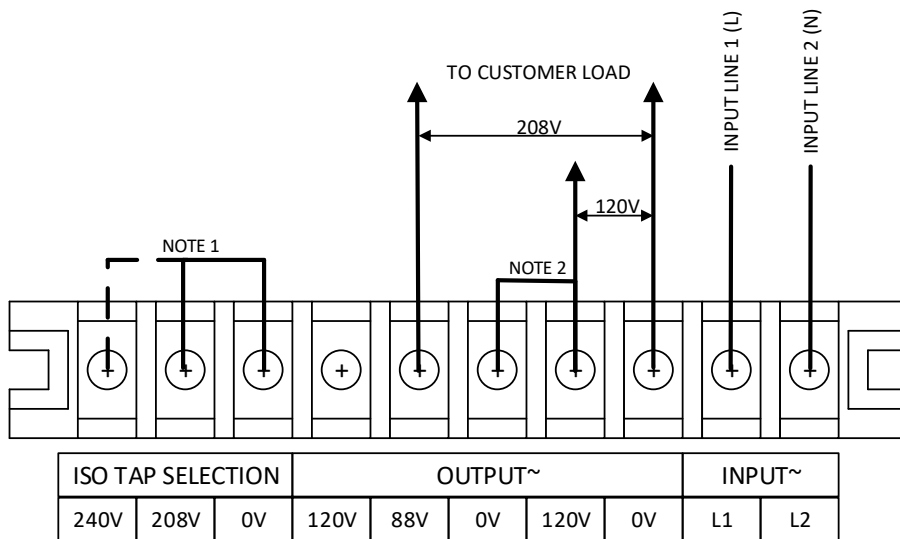 TO CUSTOMER LOAD
INPUT LINE 1 (L)
INPUT LINE 2 (N)
208V
120V
NOTE 1
NOTE 2
ISO TAP SELECTION OUTPUT~ INPUT~
240V 208V 0V 120V 88V 0V 120V 0V L1 L2